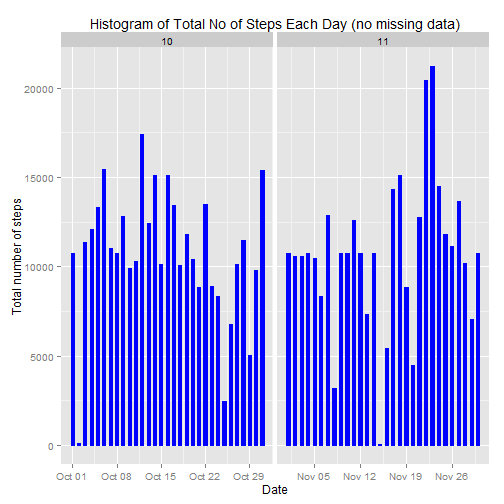 Histogram of Total No of Steps Each Day (no missing data)
10
11
20000
15000
10000
5000
0
Total number of steps
Oct 01
Oct 08
Oct 15
Oct 22
Oct 29
Nov 05
Nov 12
Nov 19
Nov 26
Date